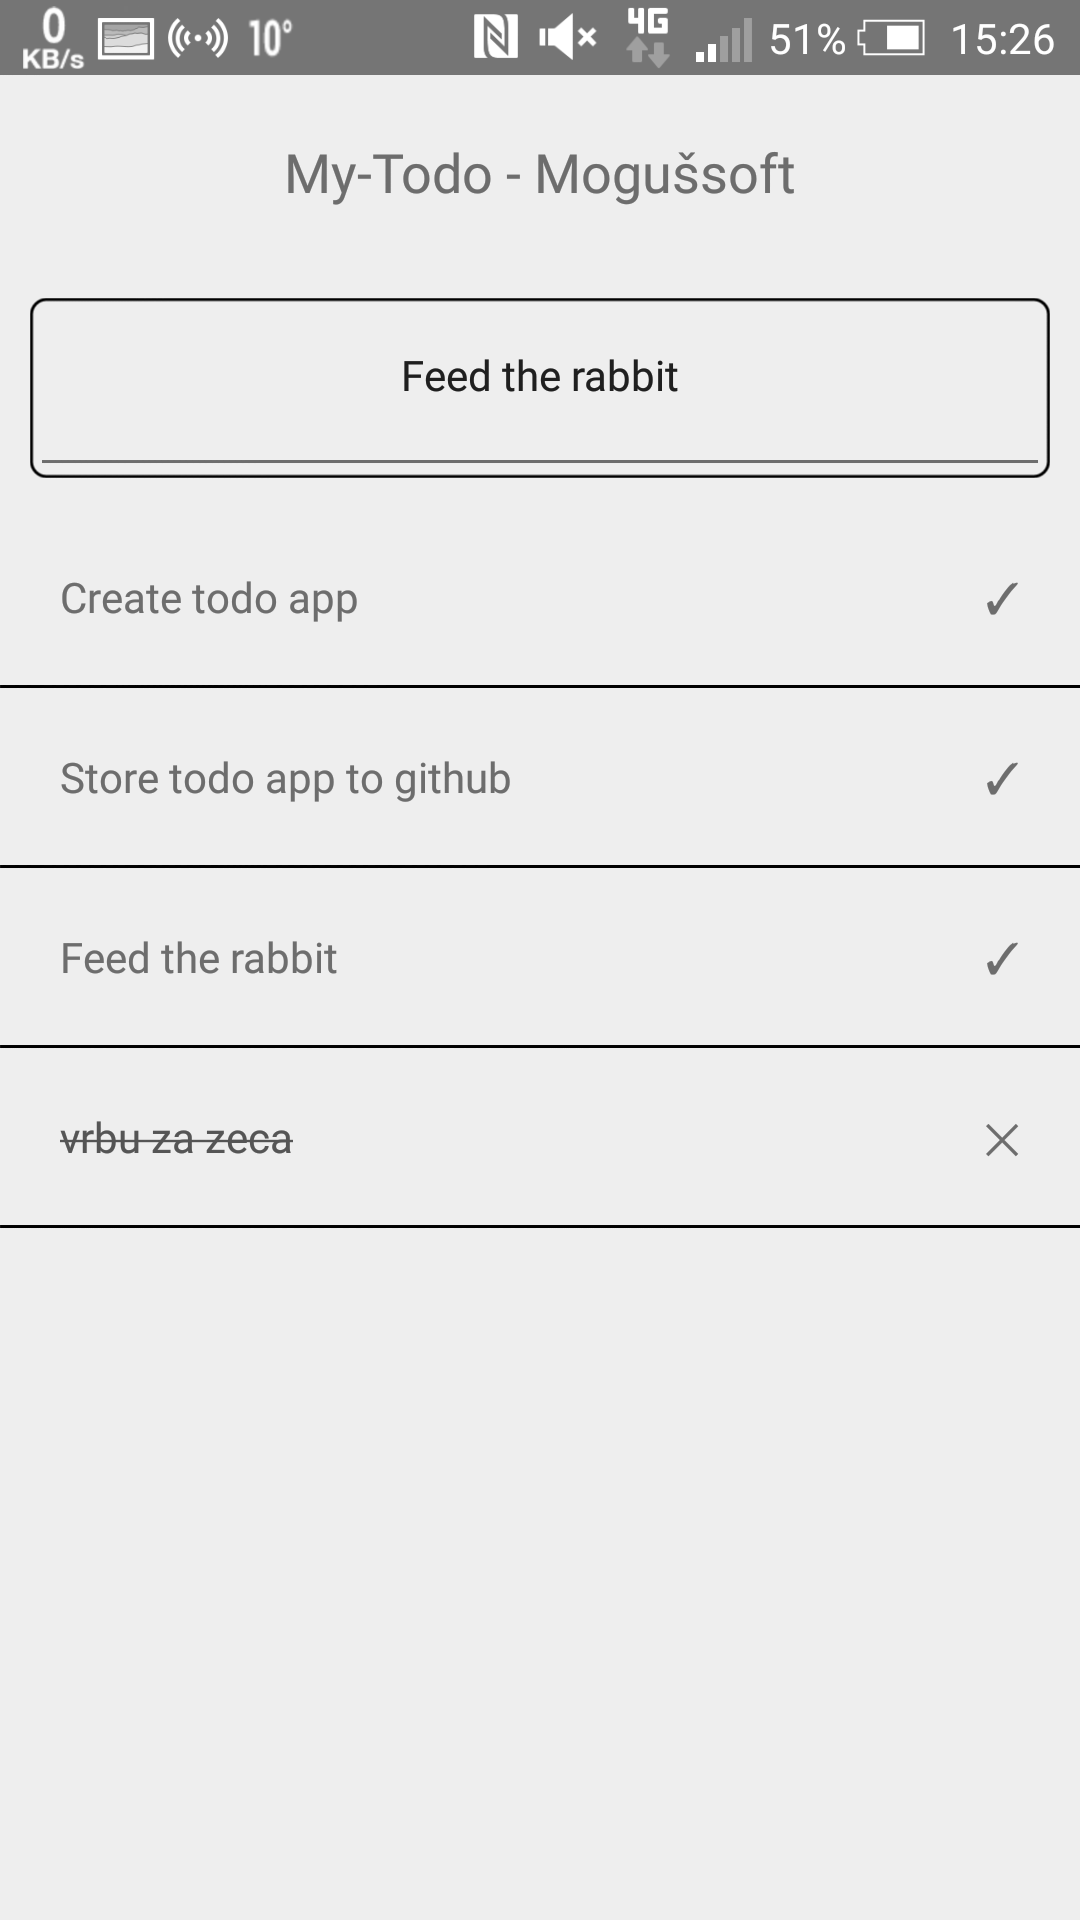 0 KB/s 10° 4G 51% 15:26
My-Todo - Mogušsoft
Feed the rabbit
Create todo app ✓
Store todo app to github ✓
Feed the rabbit ✓
vrbu za zeca ×